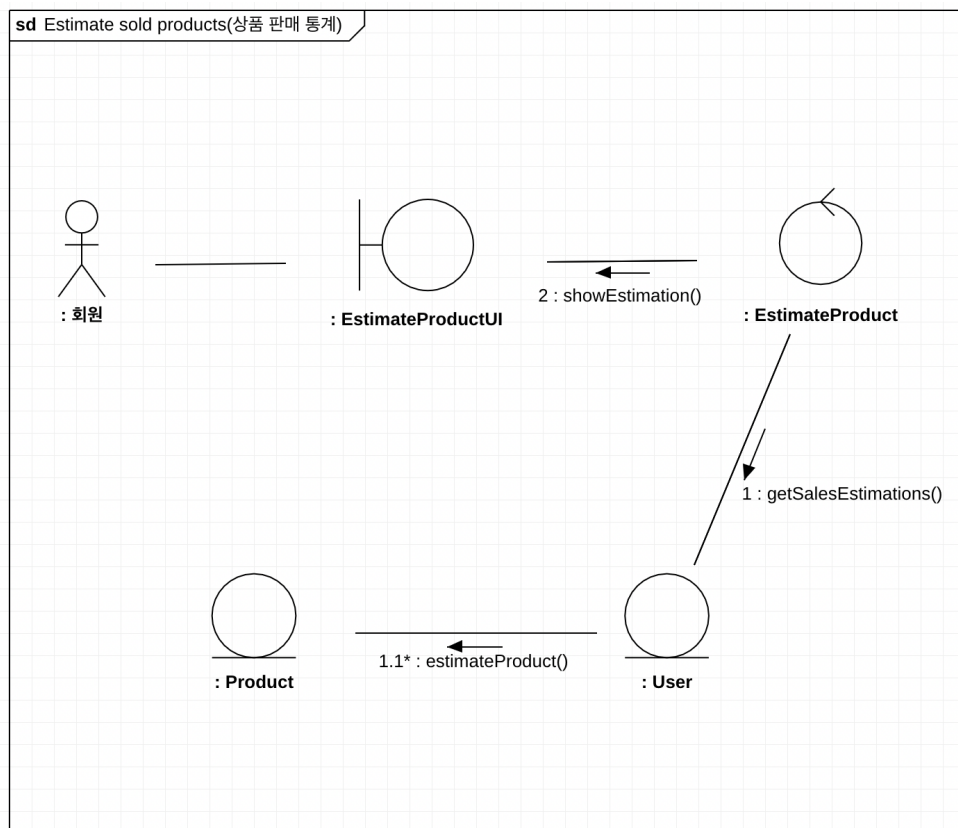 sd Estimate sold products(상품 판매 통계)
: 회원
: EstimateProductUI
2 : showEstimation()
: EstimateProduct
1 : getSalesEstimations()
: Product
1.1* : estimateProduct()
: User